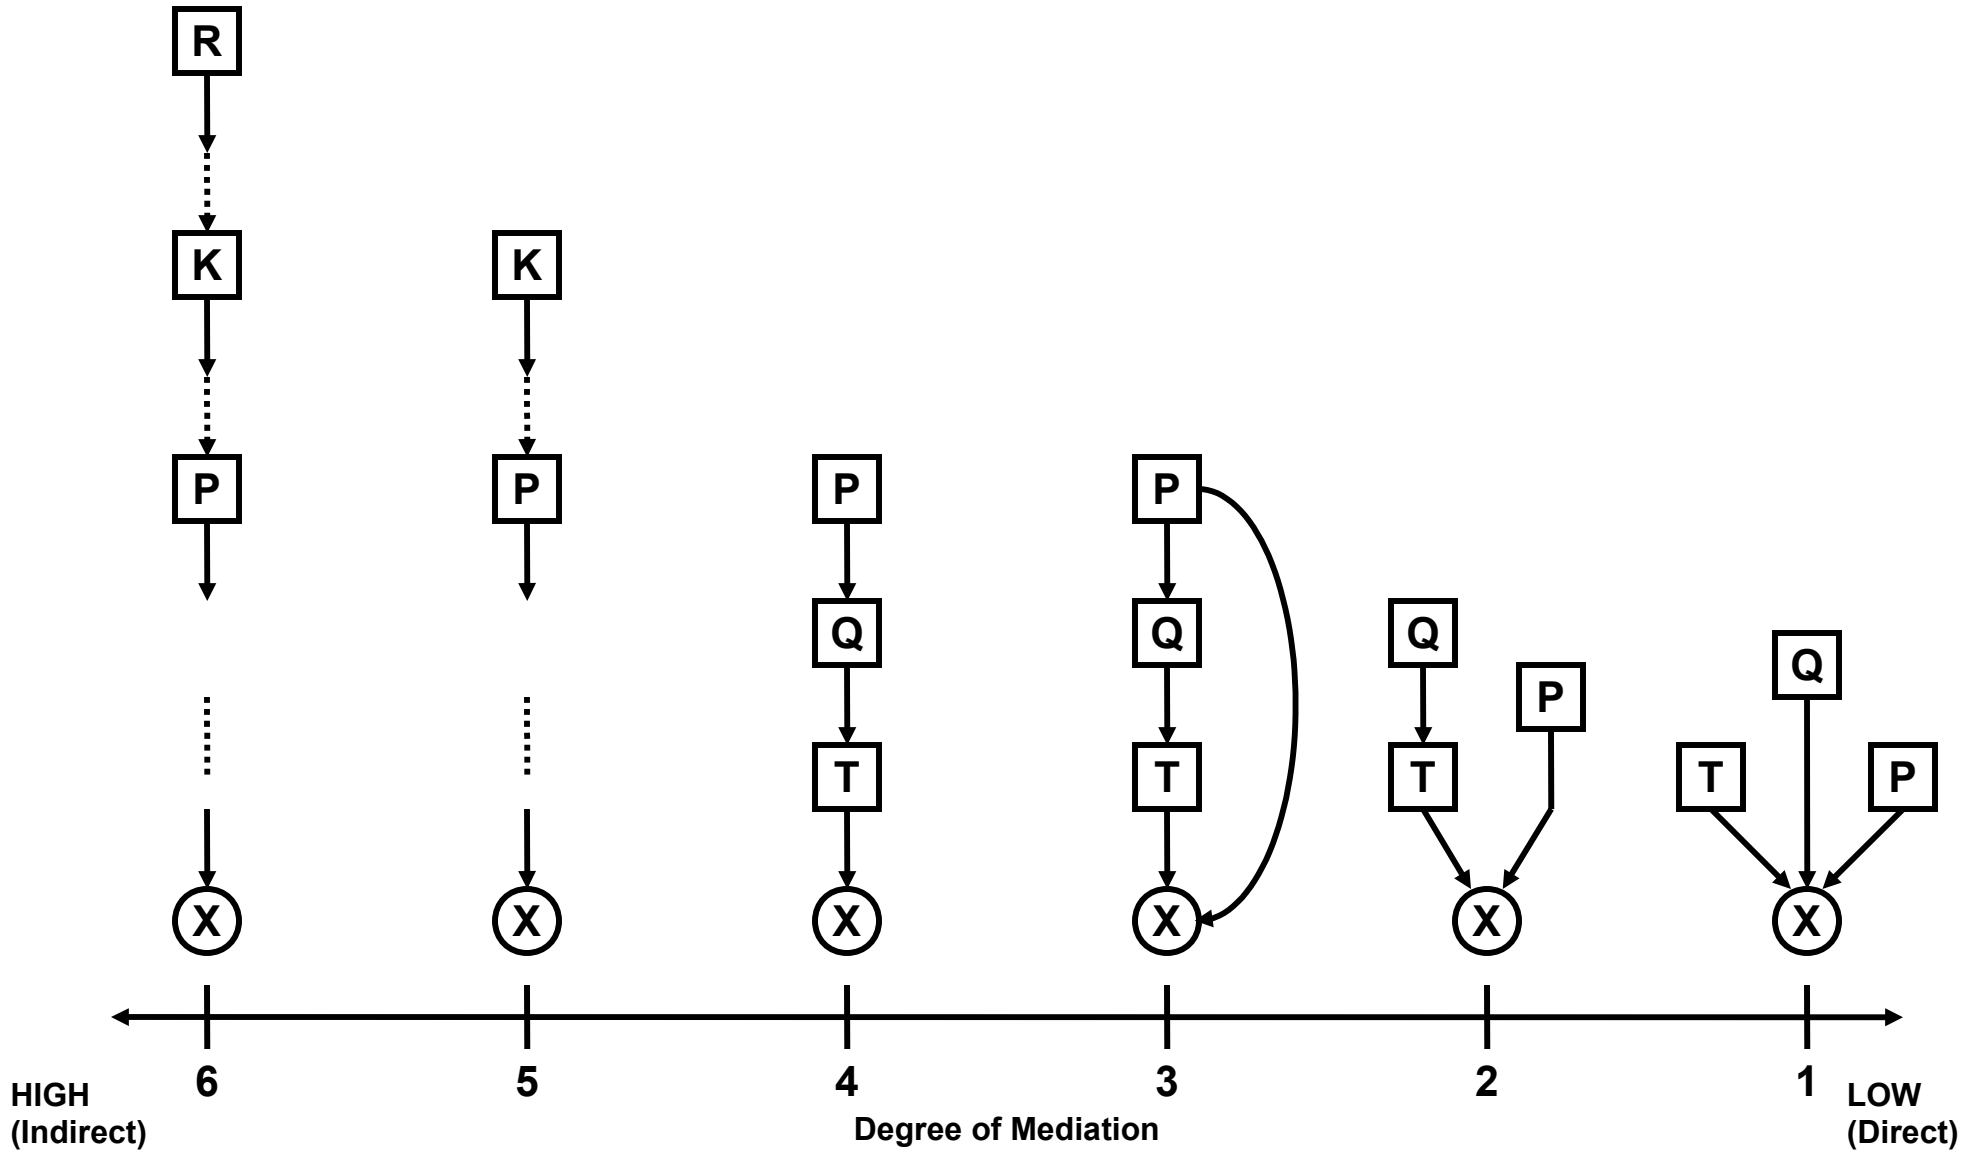 R
K
K
P
P
P
P
Q
Q
Q
Q
P
T
T
T
T
P
X
X
X
X
X
X
6
5
4
3
2
1
HIGH
(Indirect)
Degree of Mediation
LOW
(Direct)